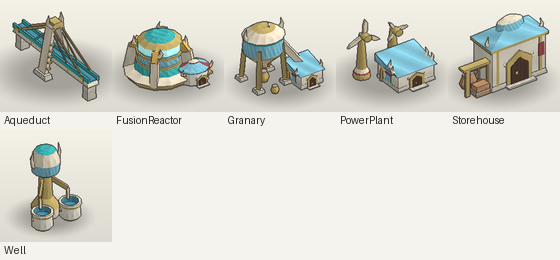 Aqueduct
FusionReactor
Granary
PowerPlant
Storehouse
Well